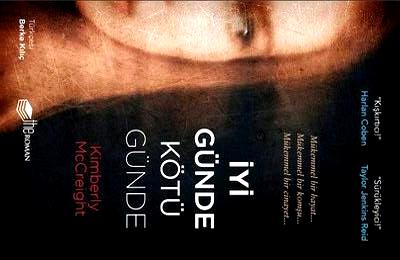 "Kışkırtıcı!"
Harlan Coben
"Sürükleyici!"
Taylor Jenkins Reid
Mükemmel bir hayat...
Mükemmel bir komşu...
Mükemmel bir cinayet...
İYİ
GÜNDE
KÖTÜ
GÜNDE
Kimberly
McCreight
the ROMAN
Türkçesi
Berke Kılıç